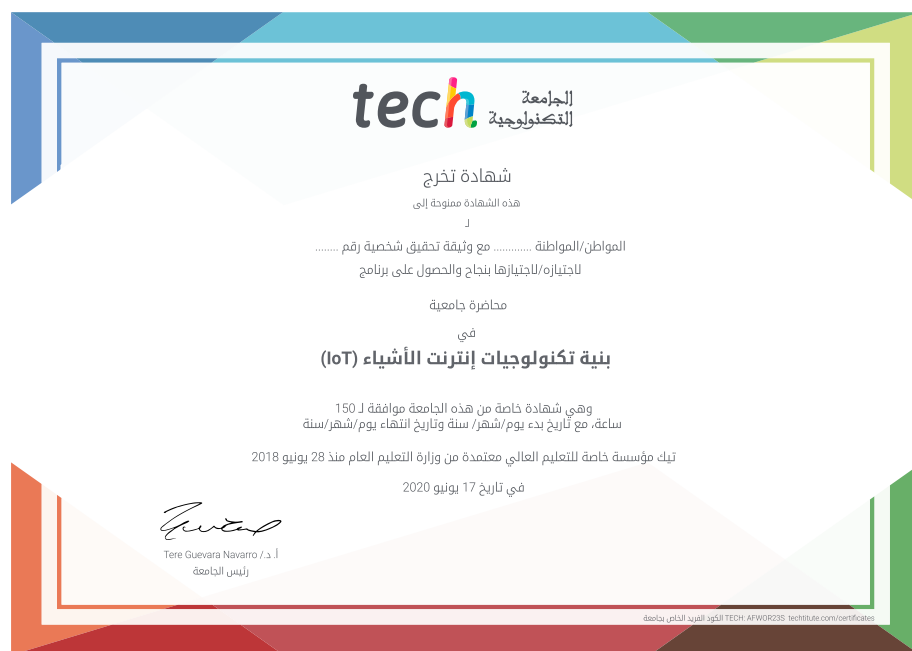 tech
الجامعة
التكنولوجية
شهادة تخرج
هذه الشهادة ممنوحة إلى
لـ
المواطن/المواطنة ............. مع وثيقة تحقيق شخصية رقم ........
لاجتيازه/لاجتيازها بنجاح والحصول على برنامج
محاضرة جامعية
في
بنية تكنولوجيات إنترنت الأشياء (IoT)
وهي شهادة خاصة من هذه الجامعة موافقة لـ 150
ساعة، مع تاريخ بدء يوم/شهر/ سنة وتاريخ انتهاء يوم/شهر/سنة
تيك مؤسسة خاصة للتعليم العالي معتمدة من وزارة التعليم العام منذ 28 يونيو 2018
في تاريخ 17 يونيو 2020
أ. د./ Tere Guevara Navarro
رئيس الجامعة
الكود الفريد الخاص بجامعة TECH: AFWOR23S techtitute.com/certificates